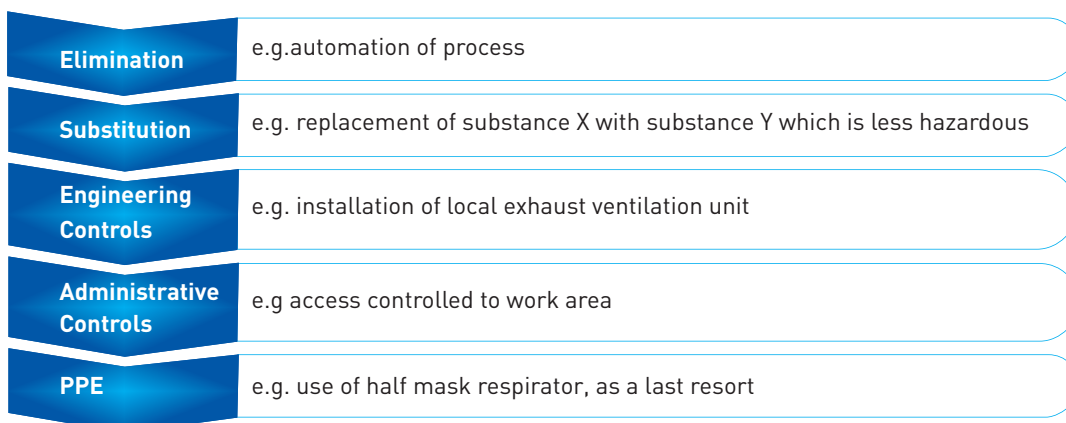 Elimination
e.g.automation of process
Substitution
e.g. replacement of substance X with substance Y which is less hazardous
Engineering
Controls
e.g. installation of local exhaust ventilation unit
Administrative
Controls
e.g access controlled to work area
PPE
e.g. use of half mask respirator, as a last resort